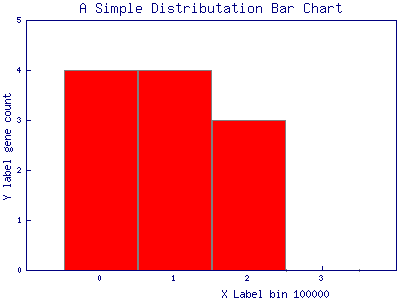 A Simple Distributation Bar Chart
5
4
3
2
1
0
Y label gene count
0 1 2 3
X Label bin 100000